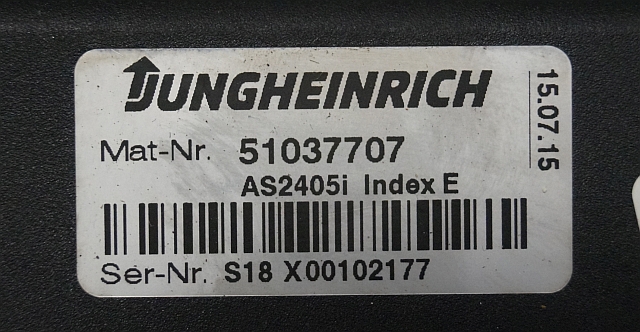 JUNGHEINRICH
15.07.15
Mat-Nr. 51037707
AS2405i Index E
Ser-Nr. S18 X00102177